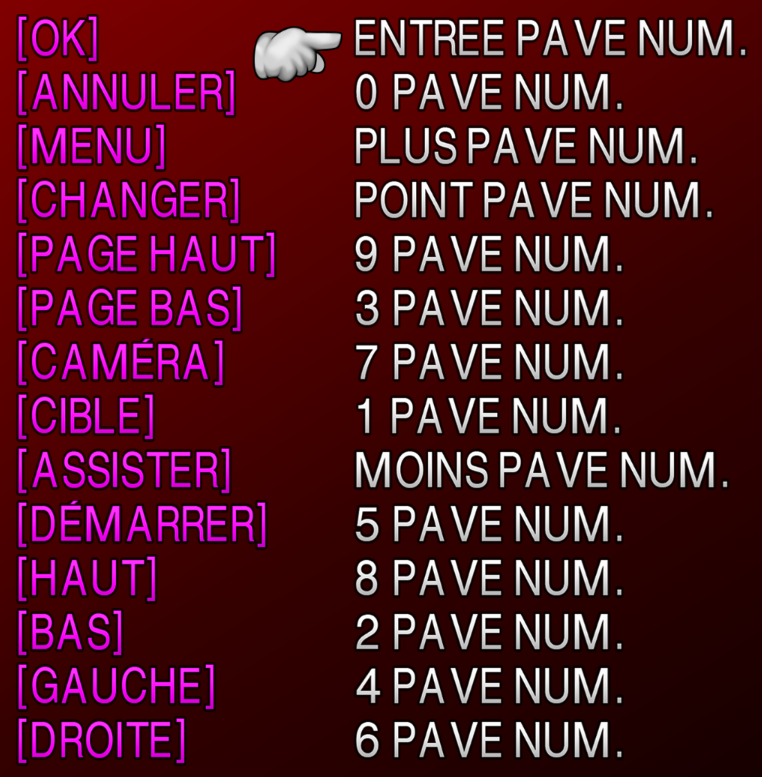 [OK] ENTREE PAVE NUM.
[ANNULER] 0 PAVE NUM.
[MENU] PLUS PAVE NUM.
[CHANGER] POINT PAVE NUM.
[PAGE HAUT] 9 PAVE NUM.
[PAGE BAS] 3 PAVE NUM.
[CAMÉRA] 7 PAVE NUM.
[CIBLE] 1 PAVE NUM.
[ASSISTER] MOINS PAVE NUM.
[DÉMARRER] 5 PAVE NUM.
[HAUT] 8 PAVE NUM.
[BAS] 2 PAVE NUM.
[GAUCHE] 4 PAVE NUM.
[DROITE] 6 PAVE NUM.